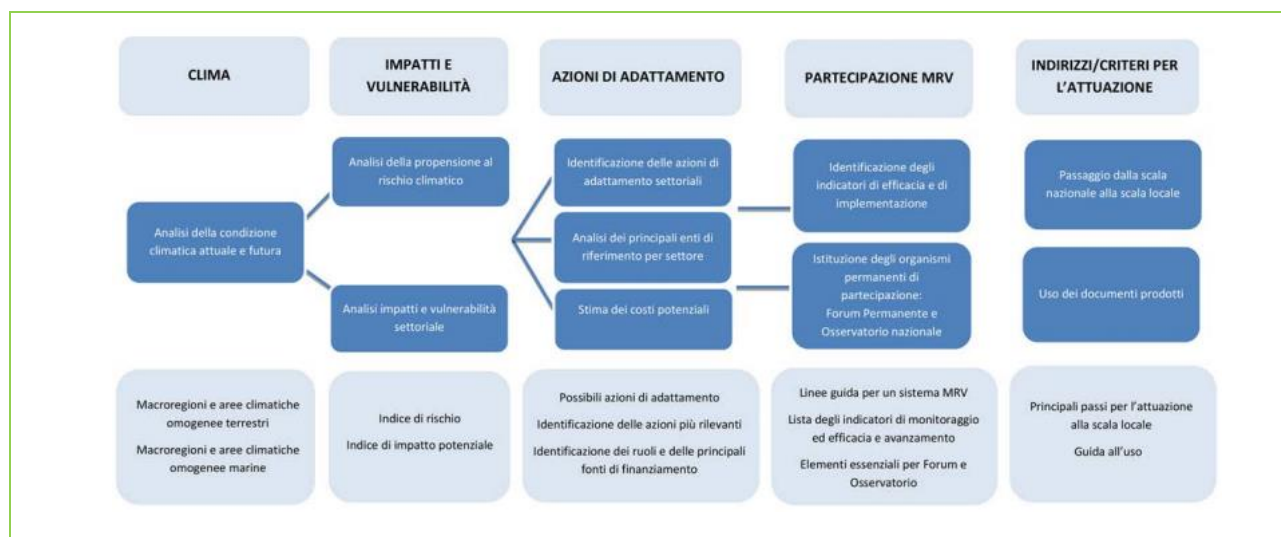 CLIMA
IMPATTI E
VULNERABILITÀ
AZIONI DI ADATTAMENTO
PARTECIPAZIONE MRV
INDIRIZZI/CRITERI PER
L'ATTUAZIONE
Analisi della condizione
climatica attuale e futura
Analisi della propensione al
rischio climatico
Analisi impatti e vulnerabilità
settoriale
Identificazione delle azioni di
adattamento settoriali
Analisi dei principali enti di
riferimento per settore
Stima dei costi potenziali
Identificazione degli
indicatori di efficacia e di
implementazione
Istituzione degli organismi
permanenti di
partecipazione:
Forum Permanente e
Osservatorio nazionale
Passaggio dalla scala
nazionale alla scala locale
Uso dei documenti prodotti
Macroregioni e aree climatiche
omogenee terrestri
Macroregioni e aree climatiche
omogenee marine
Indice di rischio
Indice di impatto potenziale
Possibili azioni di adattamento
Identificazione delle azioni più rilevanti
Identificazione dei ruoli e delle principali
fonti di finanziamento
Linee guida per un sistema MRV
Lista degli indicatori di monitoraggio
ed efficacia e avanzamento
Elementi essenziali per Forum e
Osservatorio
Principali passi per l'attuazione
alla scala locale
Guida all'uso